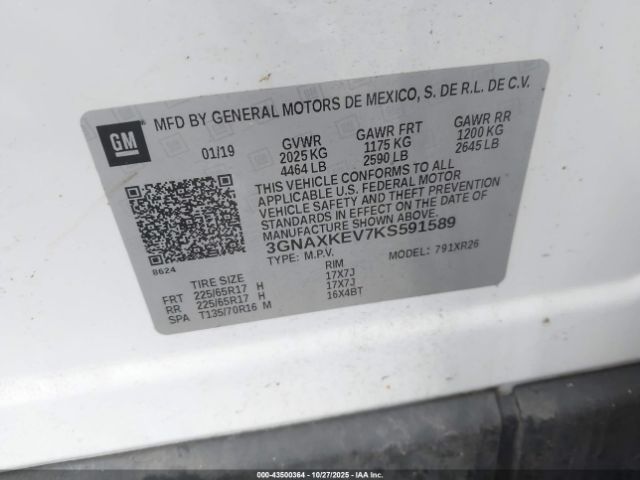 MFD BY GENERAL MOTORS DE MEXICO, S. DE R.L. DE C.V.
GM
01/19 GVWR GAWR FRT GAWR RR
2025 KG 1175 KG 1200 KG
4464 LB 2590 LB 2645 LB
THIS VEHICLE CONFORMS TO ALL
APPLICABLE U.S. FEDERAL MOTOR
VEHICLE SAFETY AND THEFT PREVENTION
STANDARDS IN EFFECT ON THE DATE OF
MANUFACTURE SHOWN ABOVE.
3GNAXKEV7KS591589
TYPE: M.P.V. MODEL: 791XR26
8624
TIRE SIZE RIM
FRT 225/65R17 H 17X7J
RR 225/65R17 H 17X7J
SPA T135/70R16 M 16X4BT
00-43500364 | 10/27/2025 - IAA Inc.